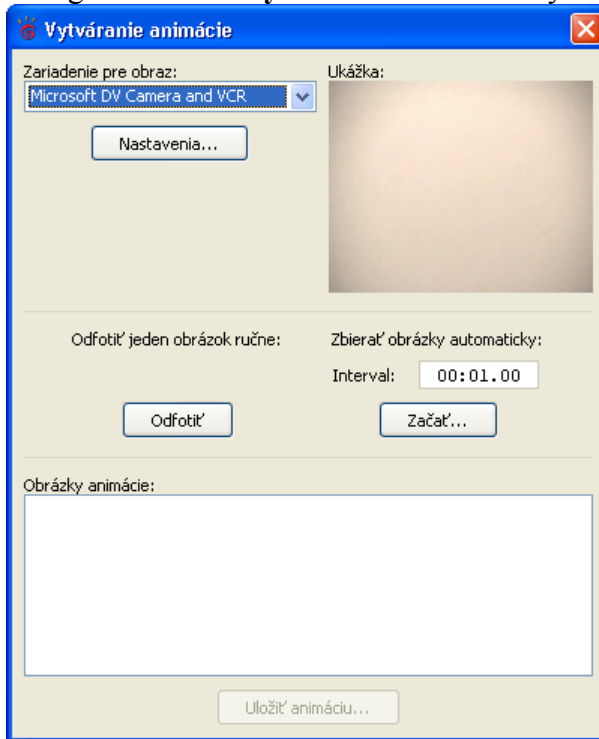 Vytváranie animácie
Zariadenie pre obraz:
Ukážka:
Microsoft DV Camera and VCR
Nastavenia...
Odfotiť jeden obrázok ručne:
Zbierať obrázky automaticky:
Interval: 00:01.00
Odfotiť
Začať...
Obrázky animácie:
Uložiť animáciu...